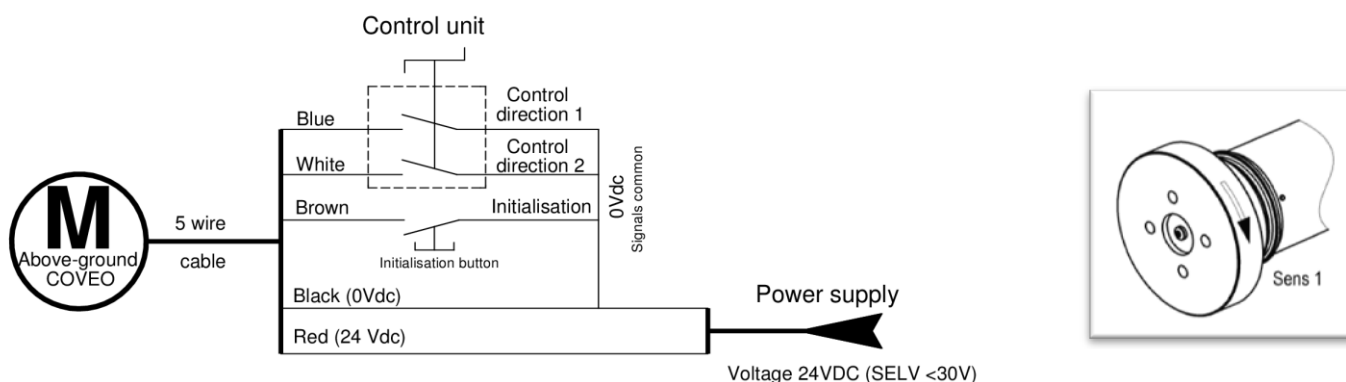 Control unit
Blue
Control
direction 1
White
Control
direction 2
Brown
Initialisation
Initialisation button
0Vdc
Signals common
M
Above-ground
COVEO
5 wire
cable
Black (0Vdc)
Red (24 Vdc)
Power supply
Voltage 24VDC (SELV <30V)
Sens 1